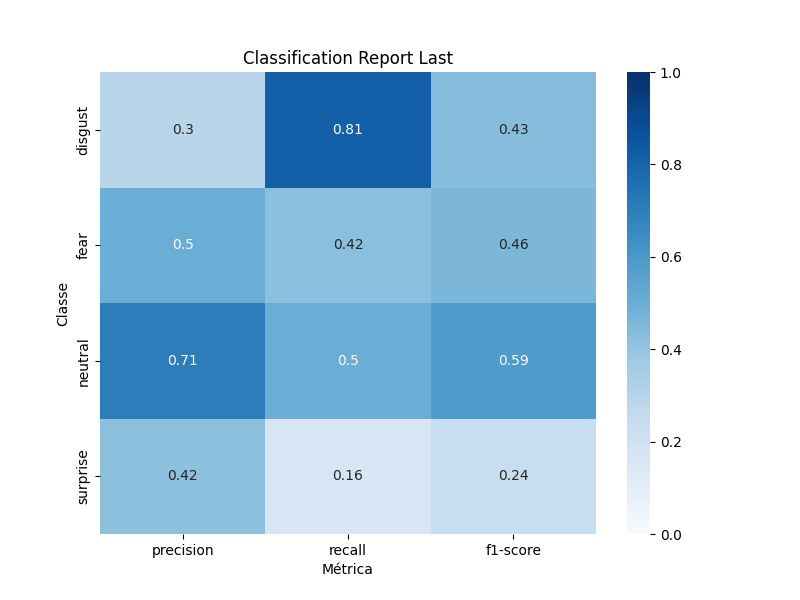 Classification Report Last
Classe
disgust 0.3 0.81 0.43
fear 0.5 0.42 0.46
neutral 0.71 0.5 0.59
surprise 0.42 0.16 0.24
precision recall f1-score
Métrica
1.0
0.8
0.6
0.4
0.2
0.0